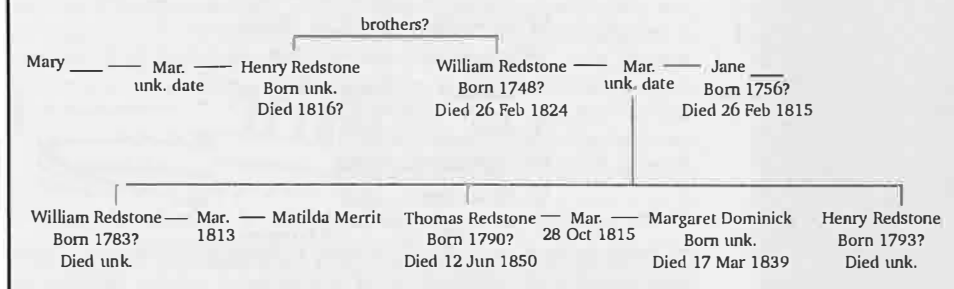 brothers?
Mary ___ — Mar. — Henry Redstone William Redstone — Mar. — Jane ___
unk. date Born unk. Born 1748? unk. date Born 1756?
Died 1816? Died 26 Feb 1824 Died 26 Feb 1815
William Redstone — Mar. — Matilda Merrit Thomas Redstone — Mar. — Margaret Dominick Henry Redstone
Born 1783? 1813 Born 1790? 28 Oct 1815 Born unk. Born 1793?
Died unk. Died 12 Jun 1850 Died 17 Mar 1839 Died unk.